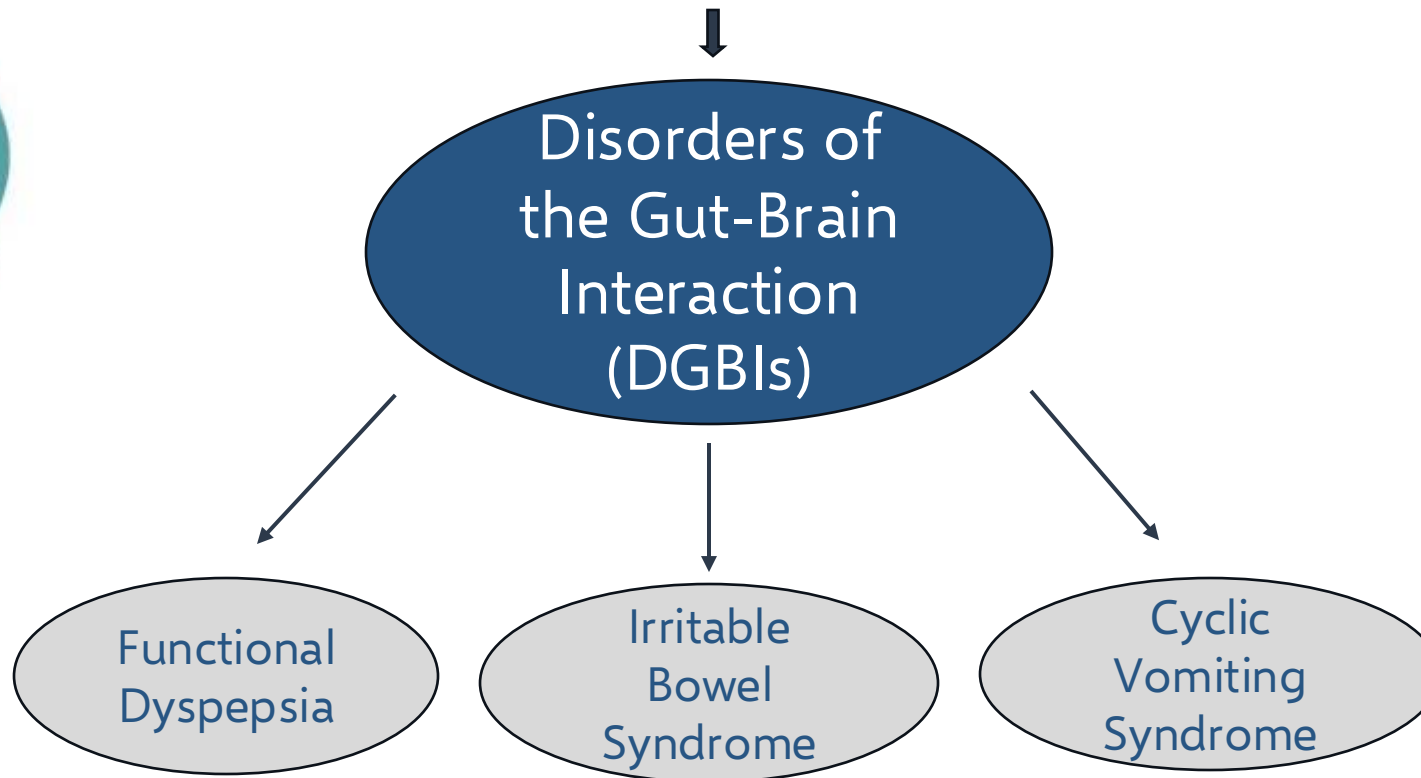 Disorders of
the Gut-Brain
Interaction
(DGBIs)
Functional
Dyspepsia
Irritable
Bowel
Syndrome
Cyclic
Vomiting
Syndrome